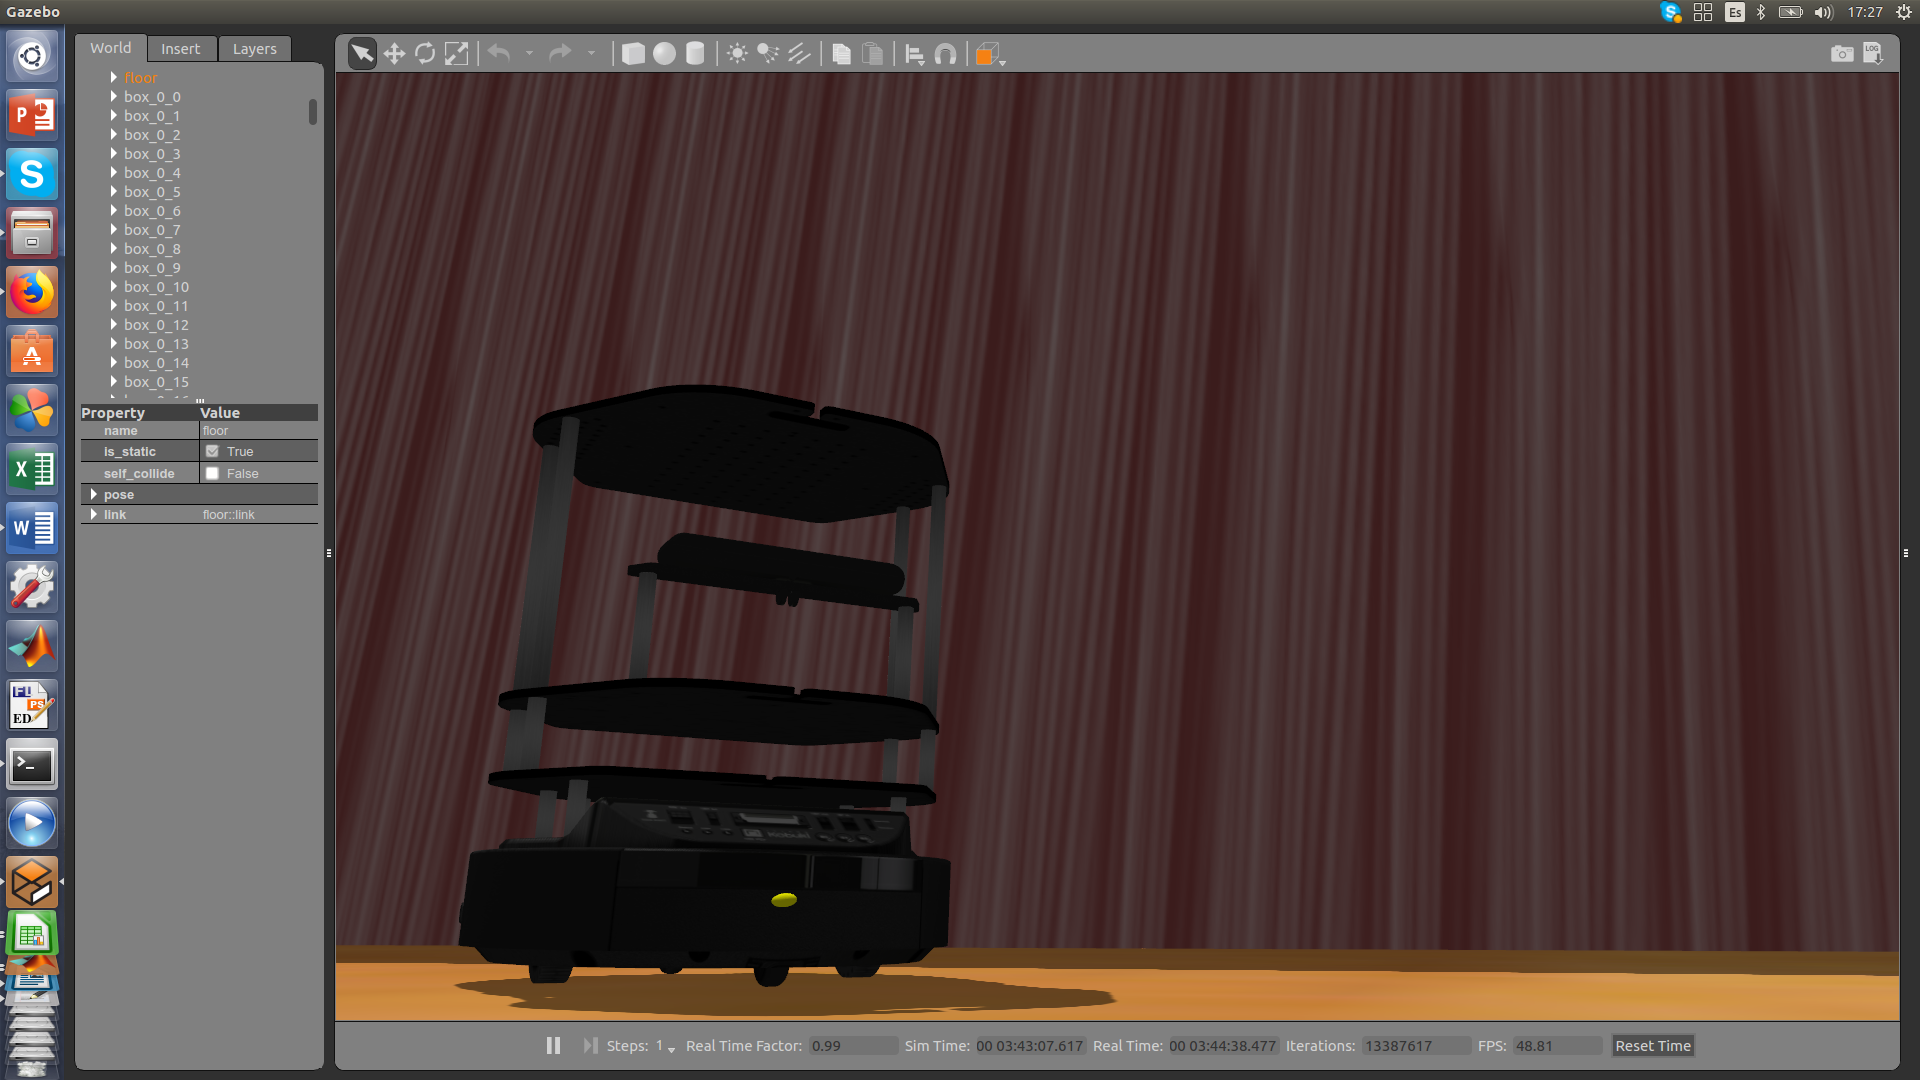 Gazebo
Es
17:27
World
Insert
Layers
LOG
floor
box_0_0
box_0_1
box_0_2
box_0_3
box_0_4
box_0_5
box_0_6
box_0_7
box_0_8
box_0_9
box_0_10
box_0_11
box_0_12
box_0_13
box_0_14
box_0_15
Property Value
name floor
is_static True
self_collide False
pose
link floor::link
Steps: 1 Real Time Factor: 0.99 Sim Time: 00 03:43:07.617 Real Time: 00 03:44:38.477 Iterations: 13387617 FPS: 48.81 Reset Time